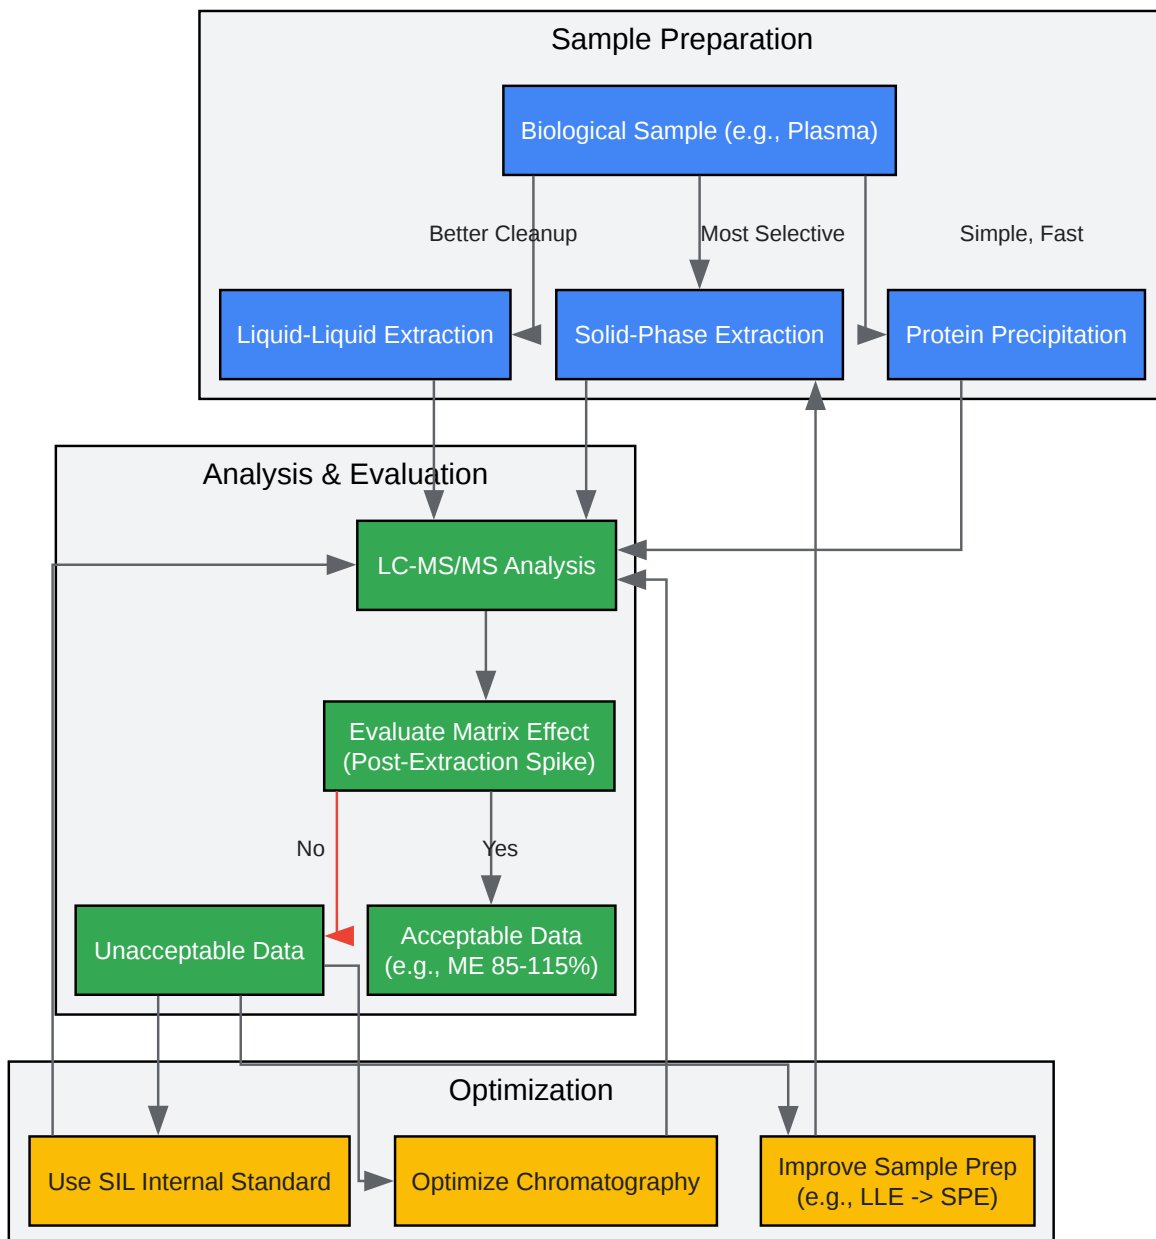 Sample Preparation
Biological Sample (e.g., Plasma)
Better Cleanup
Most Selective
Simple, Fast
Liquid-Liquid Extraction
Solid-Phase Extraction
Protein Precipitation
Analysis & Evaluation
LC-MS/MS Analysis
Evaluate Matrix Effect
(Post-Extraction Spike)
No
Yes
Unacceptable Data
Acceptable Data
(e.g., ME 85-115%)
Optimization
Use SIL Internal Standard
Optimize Chromatography
Improve Sample Prep
(e.g., LLE -> SPE)